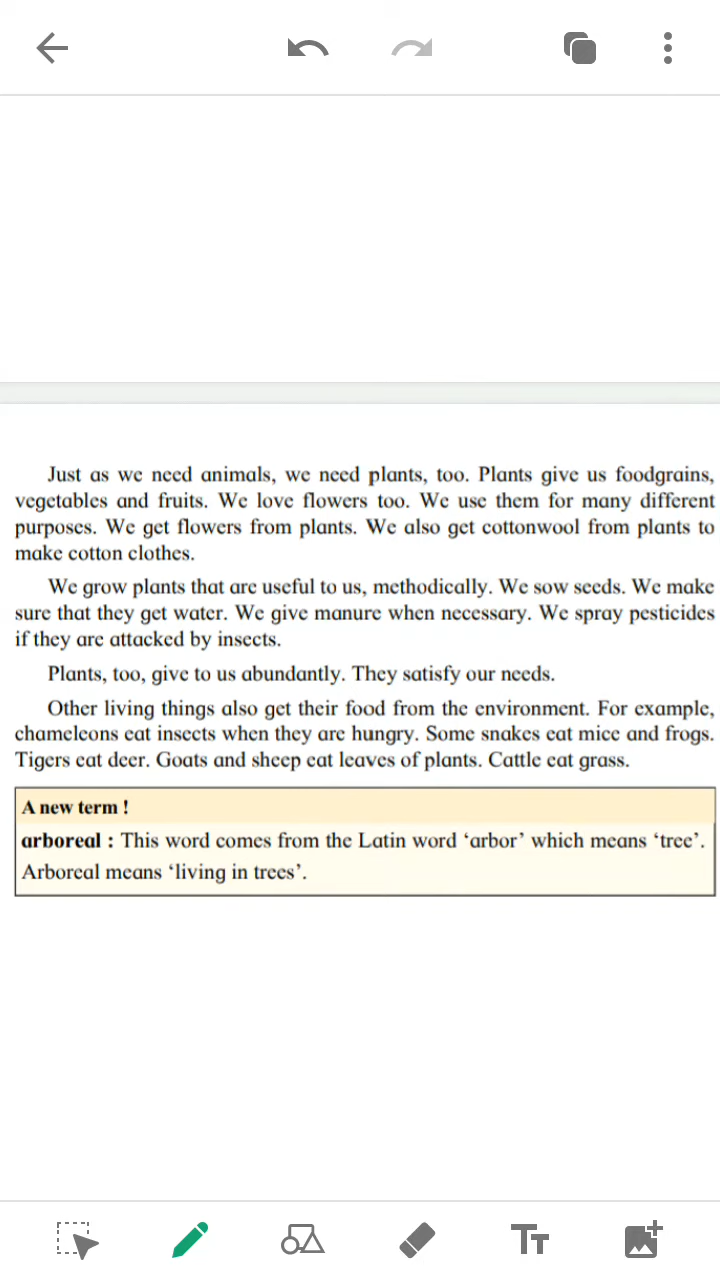 Just as we need animals, we need plants, too. Plants give us foodgrains,
vegetables and fruits. We love flowers too. We use them for many different
purposes. We get flowers from plants. We also get cottonwool from plants to
make cotton clothes.
We grow plants that are useful to us, methodically. We sow seeds. We make
sure that they get water. We give manure when necessary. We spray pesticides
if they are attacked by insects.
Plants, too, give to us abundantly. They satisfy our needs.
Other living things also get their food from the environment. For example,
chameleons eat insects when they are hungry. Some snakes eat mice and frogs.
Tigers eat deer. Goats and sheep eat leaves of plants. Cattle eat grass.
A new term !
arboreal : This word comes from the Latin word ‘arbor’ which means ‘tree’.
Arboreal means ‘living in trees’.
TT